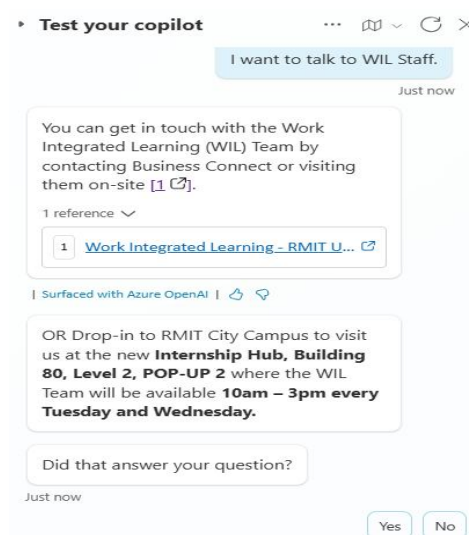 Test your copilot
I want to talk to WIL Staff.
Just now
You can get in touch with the Work
Integrated Learning (WIL) Team by
contacting Business Connect or visiting
them on-site [1].
1 reference
1 Work Integrated Learning - RMIT U...
| Surfaced with Azure OpenAI |
OR Drop-in to RMIT City Campus to visit
us at the new Internship Hub, Building
80, Level 2, POP-UP 2 where the WIL
Team will be available 10am – 3pm every
Tuesday and Wednesday.
Did that answer your question?
Just now
Yes No